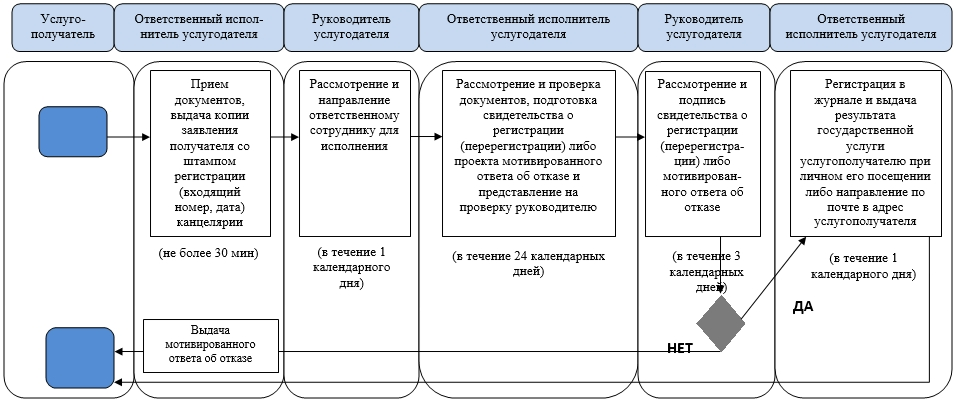 Услуго-
получатель
Ответственный испол-
нитель услугодателя
Руководитель
услугодателя
Ответственный исполнитель
услугодателя
Руководитель
услугодателя
Ответственный
исполнитель услугодателя
Прием
документов,
выдача копии
заявления
получателя со
штампом
регистрации
(входящий
номер, дата)
канцелярии
(не более 30 мин)
Рассмотрение и
направление
ответственному
сотруднику для
исполнения
(в течение 1
календарного
дня)
Рассмотрение и проверка
документов, подготовка
свидетельства о
регистрации
(перерегистрации) либо
проекта мотивированного
ответа об отказе и
представление на
проверку руководителю
(в течение 24 календарных
дней)
Рассмотрение и
подпись
свидетельства о
регистрации
(перерегистра-
ции) либо
мотивирован-
ного ответа об
отказе
(в течение 3
календарных
дней)
Регистрация в
журнале и выдача
результата
государственной
услуги
услугополучателю при
личном его посещении
либо направление по
почте в адрес
услугополучателя
(в течение 1
календарного дня)
ДА
НЕТ
Выдача
мотивированного
ответа об отказе